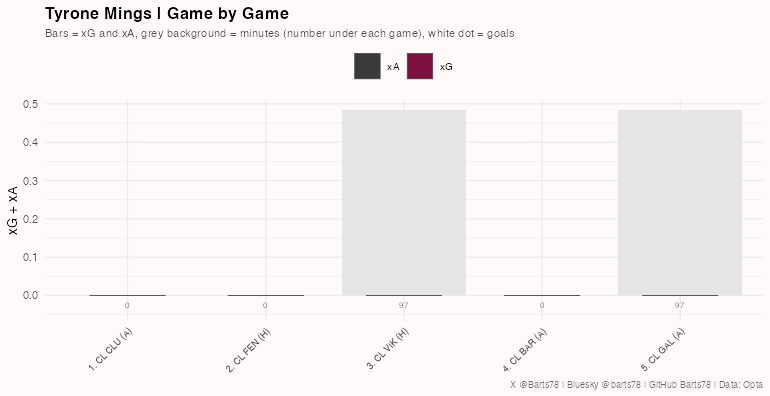 Tyrone Mings | Game by Game
Bars = xG and xA, grey background = minutes (number under each game), white dot = goals
xA xG
xG + xA
0.5
0.4
0.3
0.2
0.1
0.0
0 0 97 0 97
1. CL CLU (A) 2. CL FEN (H) 3. CL VIK (H) 4. CL BAR (A) 5. CL GAL (A)
X @Barts78 | Bluesky @barts78 | GitHub Barts78 | Data: Opta